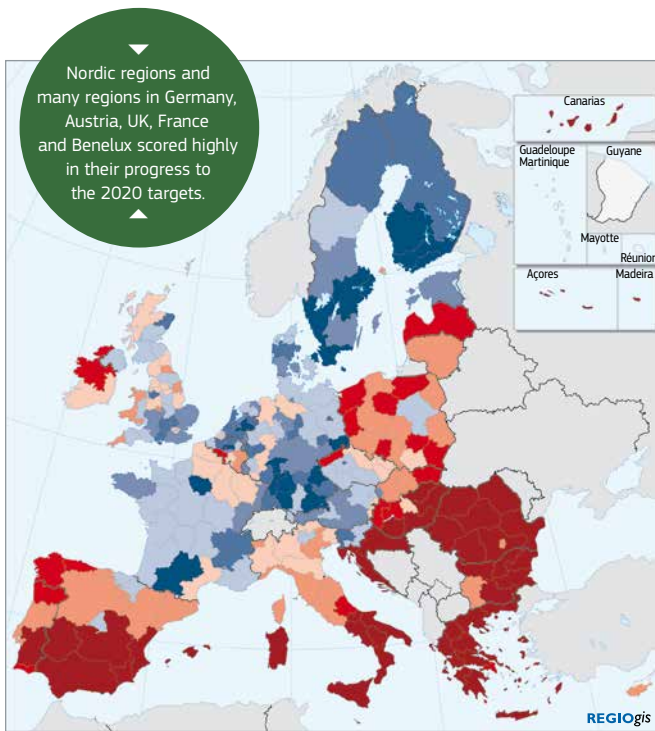 Nordic regions and
many regions in Germany,
Austria, UK, France
and Benelux scored highly
in their progress to
the 2020 targets.
Canarias
Guadeloupe
Martinique
Guyane
Mayotte
Réunion
Açores
Madeira
REGIOgis